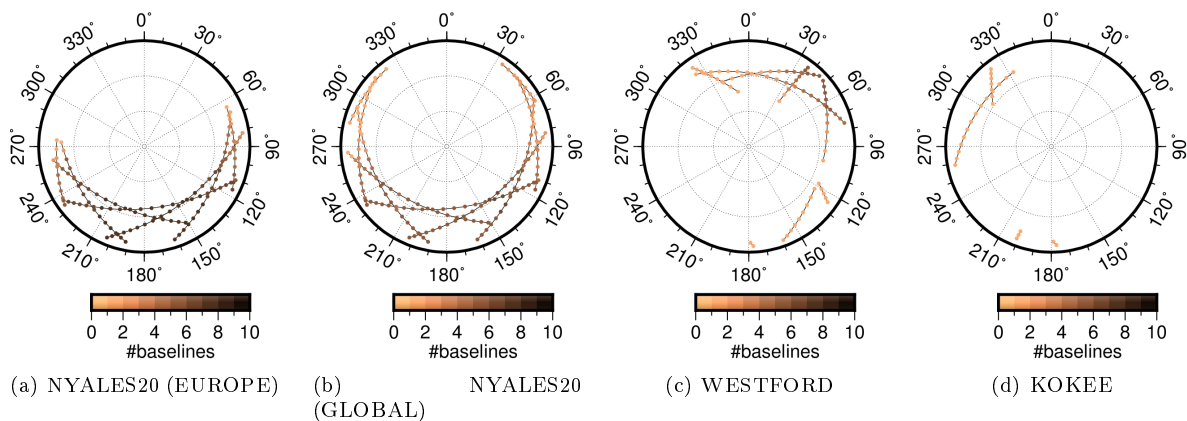 0° 30° 60° 90° 120° 150° 180° 210° 240° 270° 300° 330°
0° 30° 60° 90° 120° 150° 180° 210° 240° 270° 300° 330°
0° 30° 60° 90° 120° 150° 180° 210° 240° 270° 300° 330°
0° 30° 60° 90° 120° 150° 180° 210° 240° 270° 300° 330°
0 2 4 6 8 10
0 2 4 6 8 10
0 2 4 6 8 10
0 2 4 6 8 10
#baselines
#baselines
#baselines
#baselines
(a) NYALES20 (EUROPE)
(b) NYALES20
(GLOBAL)
(c) WESTFORD
(d) KOKEE